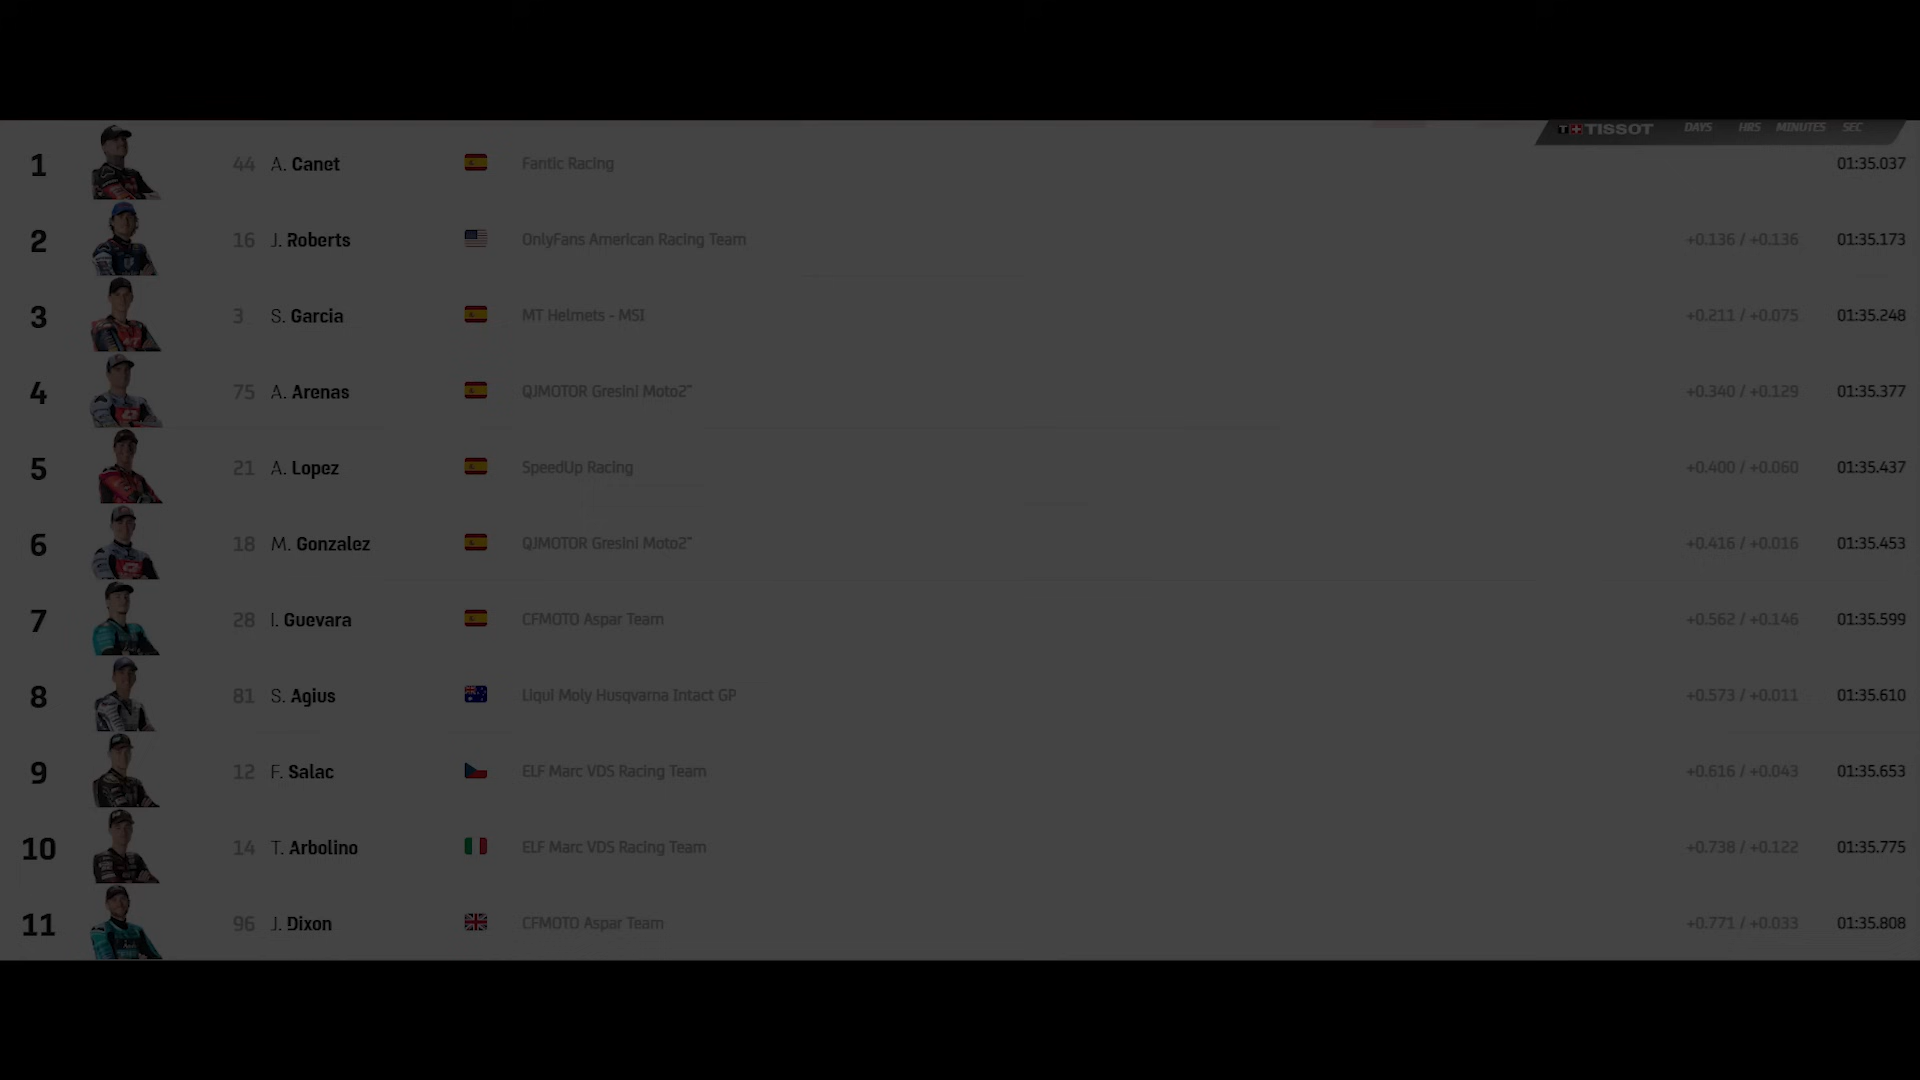 TISSOT DAYS HRS MINUTES SEC
1 44 A. Canet Fantic Racing 01:35.037
2 16 J. Roberts OnlyFans American Racing Team +0.136 / +0.136 01:35.173
3 3 S. Garcia MT Helmets - MSI +0.211 / +0.075 01:35.248
4 75 A. Arenas QJMOTOR Gresini Moto2™ +0.340 / +0.129 01:35.377
5 21 A. Lopez SpeedUp Racing +0.400 / +0.060 01:35.437
6 18 M. Gonzalez QJMOTOR Gresini Moto2™ +0.416 / +0.016 01:35.453
7 28 I. Guevara CFMOTO Aspar Team +0.562 / +0.146 01:35.599
8 81 S. Agius Liqui Moly Husqvarna Intact GP +0.573 / +0.011 01:35.610
9 12 F. Salac ELF Marc VDS Racing Team +0.616 / +0.043 01:35.653
10 14 T. Arbolino ELF Marc VDS Racing Team +0.738 / +0.122 01:35.775
11 96 J. Dixon CFMOTO Aspar Team +0.771 / +0.033 01:35.808